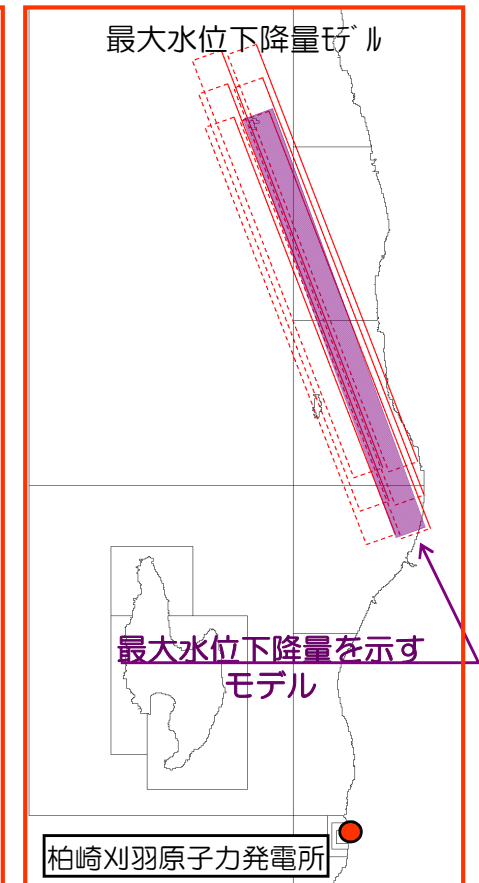 最大水位下降量ﾓﾃﾞﾙ
最大水位下降量を示す
モデル
柏崎刈羽原子力発電所